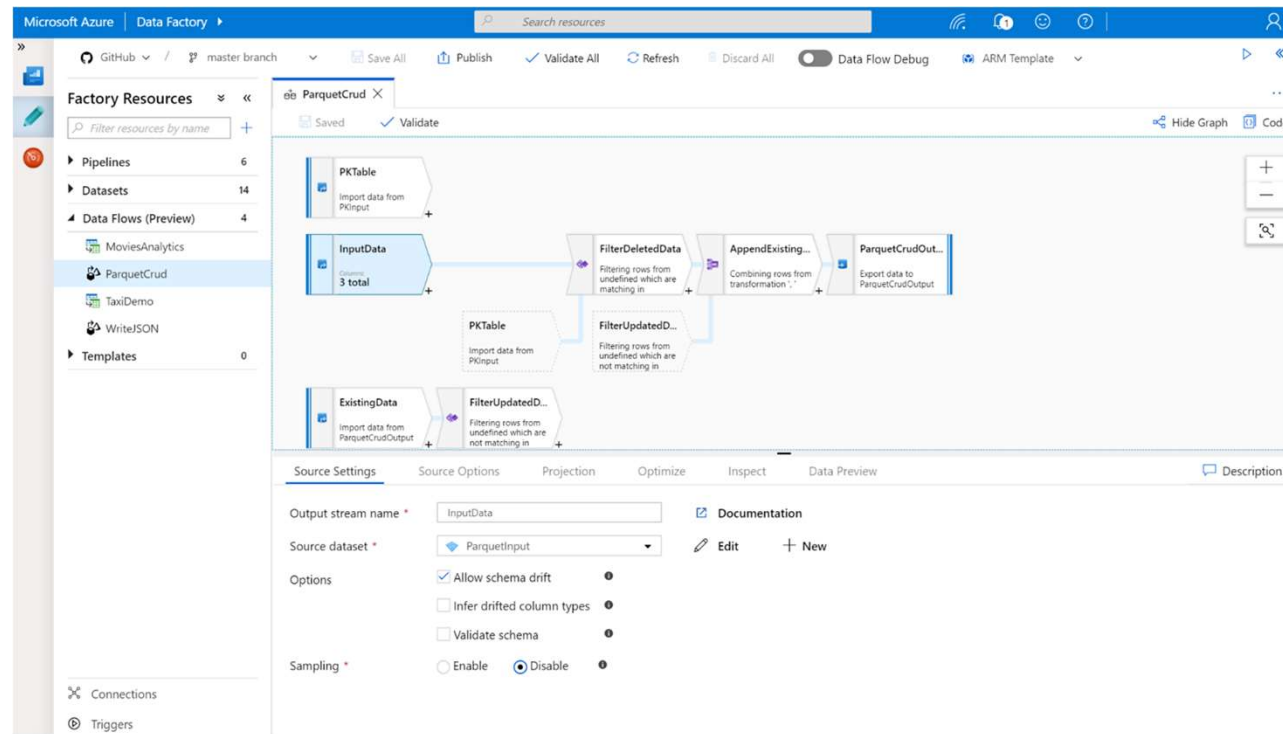 Microsoft Azure Data Factory
Search resources
1
GitHub / master branch
Save All
Publish
Validate All
Refresh
Discard All
Data Flow Debug
ARM Template
Factory Resources
Filter resources by name
Pipelines 6
Datasets 14
Data Flows (Preview) 4
MoviesAnalytics
ParquetCrud
TaxiDemo
WriteJSON
Templates 0
Connections
Triggers
ParquetCrud
Saved
Validate
Hide Graph
Code
PKTable
Import data from
PKInput
InputData
Columns:
3 total
FilterDeletedData
Filtering rows from
undefined which are
matching in
AppendExisting...
Combining rows from
transformation ', '
ParquetCrudOut...
Export data to
ParquetCrudOutput
PKTable
Import data from
PKInput
FilterUpdatedD...
Filtering rows from
undefined which are
not matching in
ExistingData
Import data from
ParquetCrudOutput
FilterUpdatedD...
Filtering rows from
undefined which are
not matching in
Source Settings
Source Options
Projection
Optimize
Inspect
Data Preview
Description
Output stream name *
InputData
Documentation
Source dataset *
ParquetInput
Edit
New
Options
Allow schema drift
Infer drifted column types
Validate schema
Sampling *
Enable
Disable